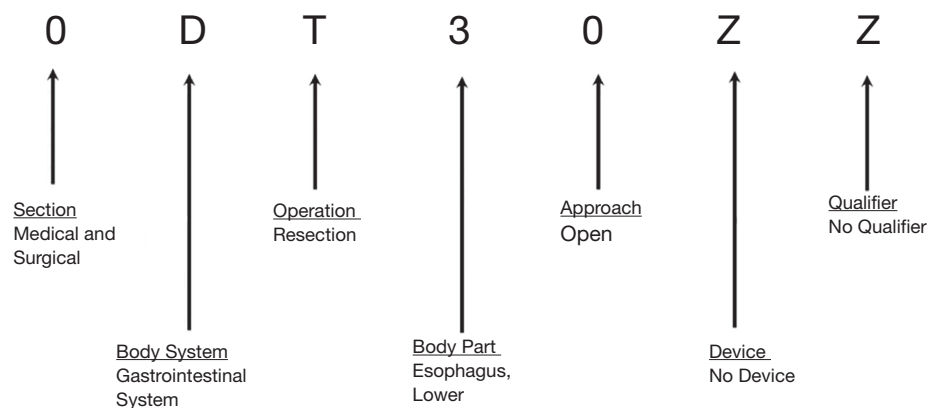 0 D T 3 0 Z Z
Section
Medical and
Surgical
Body System
Gastrointestinal
System
Operation
Resection
Body Part
Esophagus,
Lower
Approach
Open
Device
No Device
Qualifier
No Qualifier